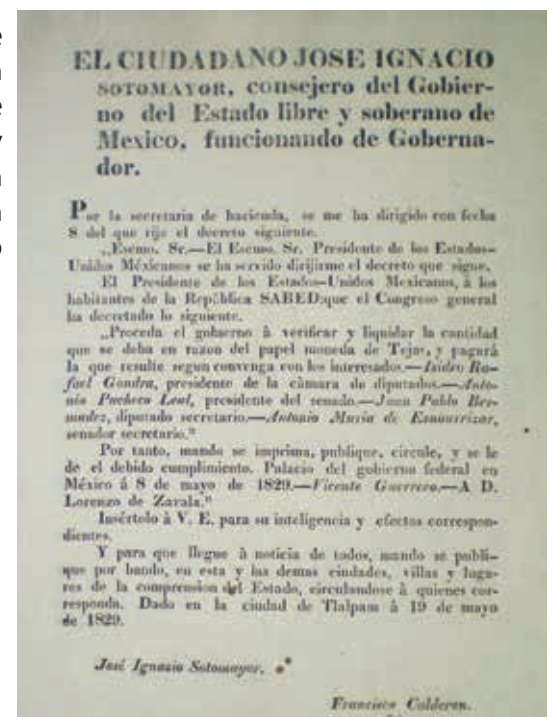 EL CIUDADANO JOSE IGNACIO
SOTOMAYOR, consejero del Gobier-
no del Estado libre y soberano de
Mexico, funcionando de Goberna-
dor.
Por la secretaria de hacienda, se me ha dirigido con fecha
8 del que rije el decreto siguiente.
„Escmo. Sr.—El Escmo. Sr. Presidente de los Estados-
Unidos Méxicanos se ha servido dirijirme el decreto que sigue.
El Presidente de los Estados-Unidos Mexicanos, á los
habitantes de la República SABED: que el Congreso general
ha decretado lo siguiente.
„Proceda el gobierno à verificar y liquidar la cantidad
que se deba en razon del papel moneda de Tejas, y pagará
la que resulte segun convenga con los interesados.—Isidro Ra-
fael Gondra, presidente de la càmara de diputados.—Anto-
nio Pacheco Leal, presidente del senado.—Juan Pablo Ber-
mudez, diputado secretario.—Antonio Maria de
senador secretario."
Por tanto, mando se imprima, publique, circule, y se le
de el debido cumplimiento. Palacio del gobierno federal en
México á 8 de mayo de 1829.—Vicente Guerrero.—A D.
Lorenzo de Zavala."
Insértolo à V. E. para su inteligencia y efectos correspon-
dientes.
Y para que llegue à noticia de todos, mando se publi-
que por bando, en esta y las demas ciudades, villas y luga-
res de la comprension del Estado, circulandose à quienes cor-
responda. Dado en la ciudad de Tlalpam à 19 de mayo
de 1829.
José Ignacio Sotomayor.
Francisco Calderon.